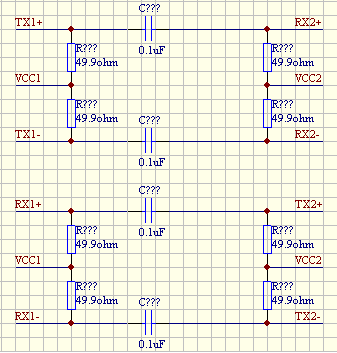 C???
TX1+ RX2+
0.1uF
R??? R???
49.9ohm 49.9ohm
VCC1 VCC2
R??? R???
49.9ohm 49.9ohm
C???
TX1- RX2-
0.1uF
C???
RX1+ TX2+
0.1uF
R??? R???
49.9ohm 49.9ohm
VCC1 VCC2
R??? R???
49.9ohm 49.9ohm
C???
RX1- TX2-
0.1uF